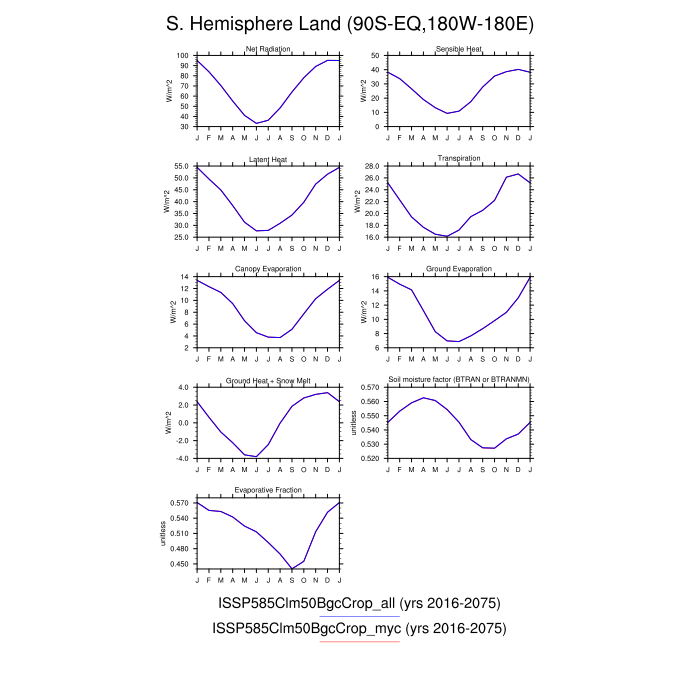 S. Hemisphere Land (90S-EQ,180W-180E)
Net Radiation
100
90
80
70
60
50
40
30
W/m^2
J F M A M J J A S O N D J
Sensible Heat
50
40
30
20
10
0
W/m^2
J F M A M J J A S O N D J
Latent Heat
55.0
50.0
45.0
40.0
35.0
30.0
25.0
W/m^2
J F M A M J J A S O N D J
Transpiration
28.0
26.0
24.0
22.0
20.0
18.0
16.0
W/m^2
J F M A M J J A S O N D J
Canopy Evaporation
14
12
10
8
6
4
2
W/m^2
J F M A M J J A S O N D J
Ground Evaporation
16
14
12
10
8
6
W/m^2
J F M A M J J A S O N D J
Ground Heat + Snow Melt
4.0
2.0
0.0
-2.0
-4.0
W/m^2
J F M A M J J A S O N D J
Soil moisture factor (BTRAN or BTRANMN)
0.570
0.560
0.550
0.540
0.530
0.520
unitless
J F M A M J J A S O N D J
Evaporative Fraction
0.570
0.540
0.510
0.480
0.450
unitless
J F M A M J J A S O N D J
ISSP585Clm50BgcCrop_all (yrs 2016-2075)
ISSP585Clm50BgcCrop_myc (yrs 2016-2075)